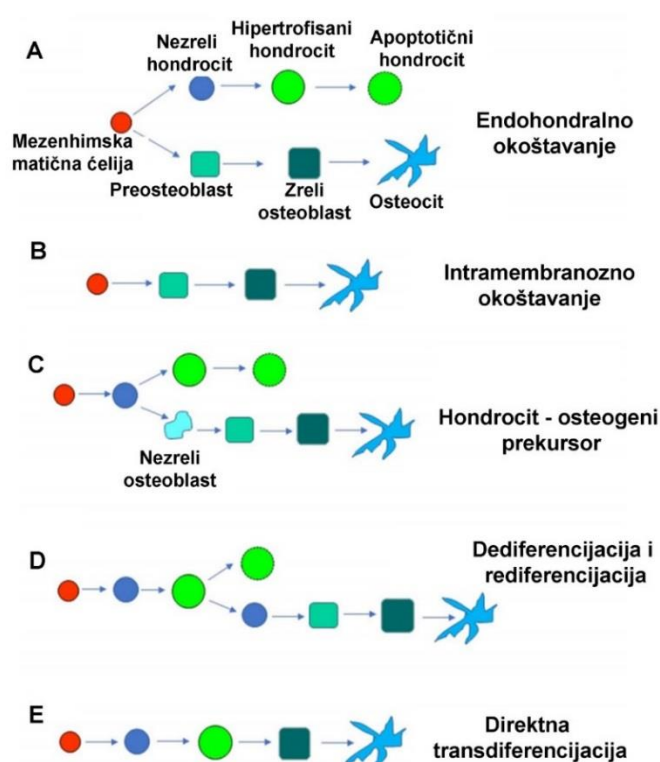 A
Nezreli
hondrocit
Hipertrofisani
hondrocit
Apoptotični
hondrocit
Mezenhimska
matična ćelija
Preosteoblast
Zreli
osteoblast
Osteocit
Endohondralno
okoštavanje
B
Intramembranozno
okoštavanje
C
Nezreli
osteoblast
Hondrocit - osteogeni
prekursor
D
Dediferencijacija i
rediferencijacija
E
Direktna
transdiferencijacija